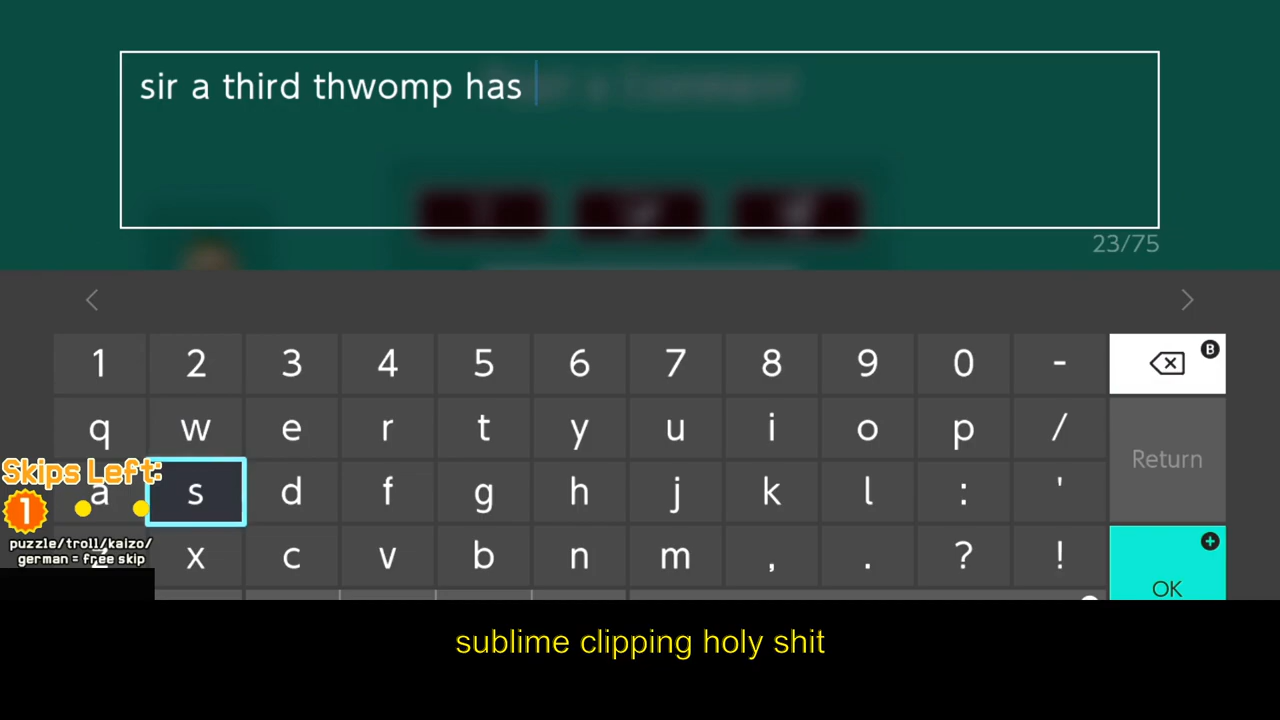 sir a third thwomp has
23/75
1 2 3 4 5 6 7 8 9 0 - B
q w e r t y u i o p /
Return
Skips Left:
a s d f g h j k l : '
1
puzzle/troll/kaizo/
german = free skip
z x c v b n m , . ? !
OK
sublime clipping holy shit